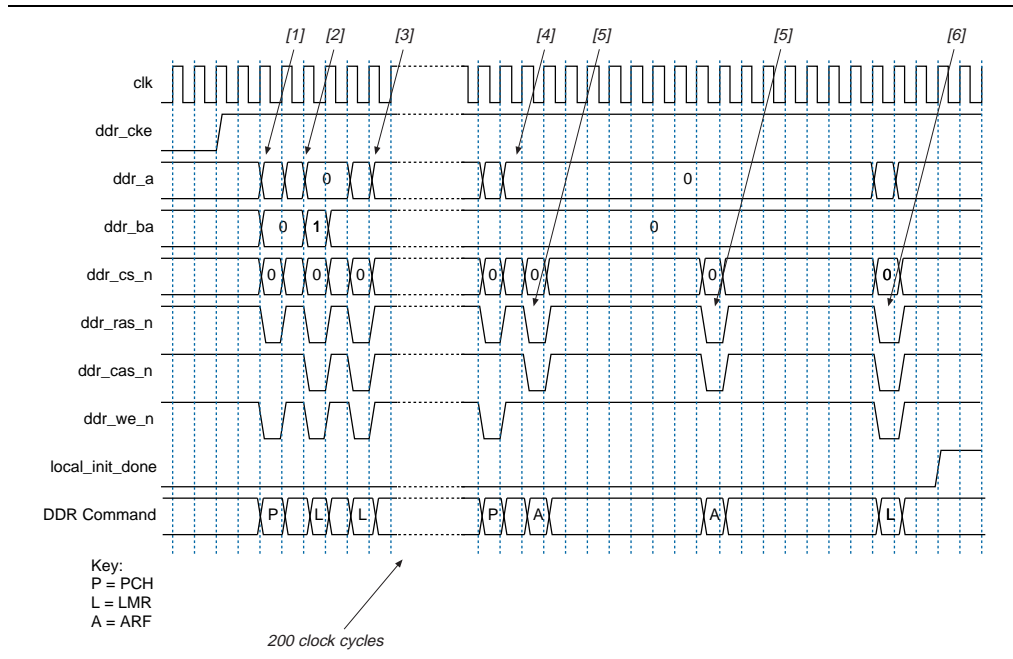 [1] [2] [3] [4] [5] [5] [6]
clk
ddr_cke
ddr_a 0 0
ddr_ba 0 1 0
ddr_cs_n 0 0 0 0 0 0 0
ddr_ras_n
ddr_cas_n
ddr_we_n
local_init_done
DDR Command P L L P A A L
Key:
P = PCH
L = LMR
A = ARF
200 clock cycles